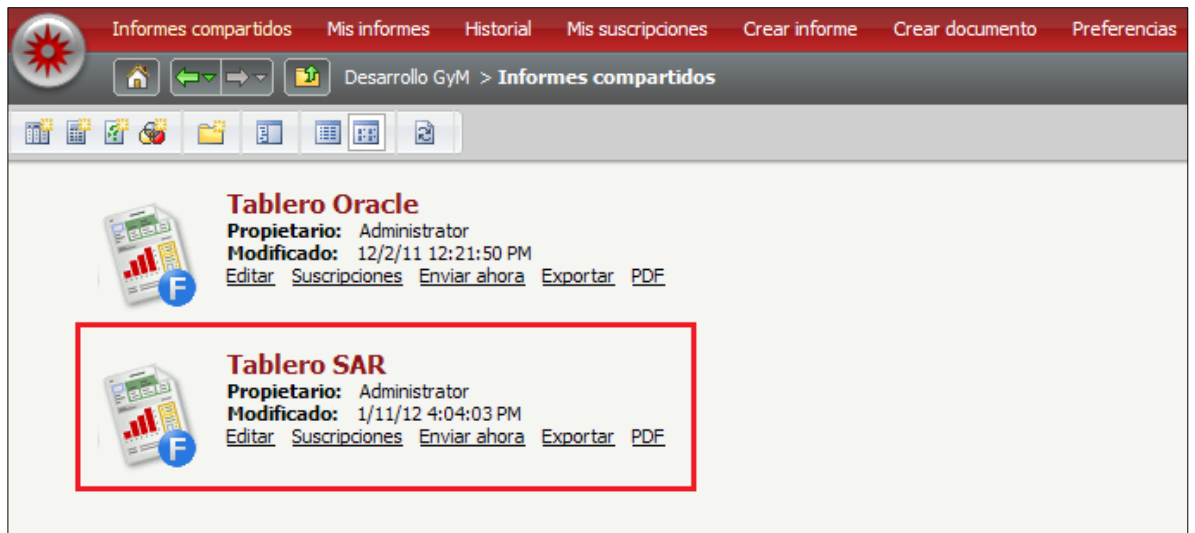 Informes compartidos Mis informes Historial Mis suscripciones Crear informe Crear documento Preferencias
Desarrollo GyM > Informes compartidos
Tablero Oracle
Propietario: Administrator
Modificado: 12/2/11 12:21:50 PM
Editar Suscripciones Enviar ahora Exportar PDF
F
Tablero SAR
Propietario: Administrator
Modificado: 1/11/12 4:04:03 PM
Editar Suscripciones Enviar ahora Exportar PDF
F